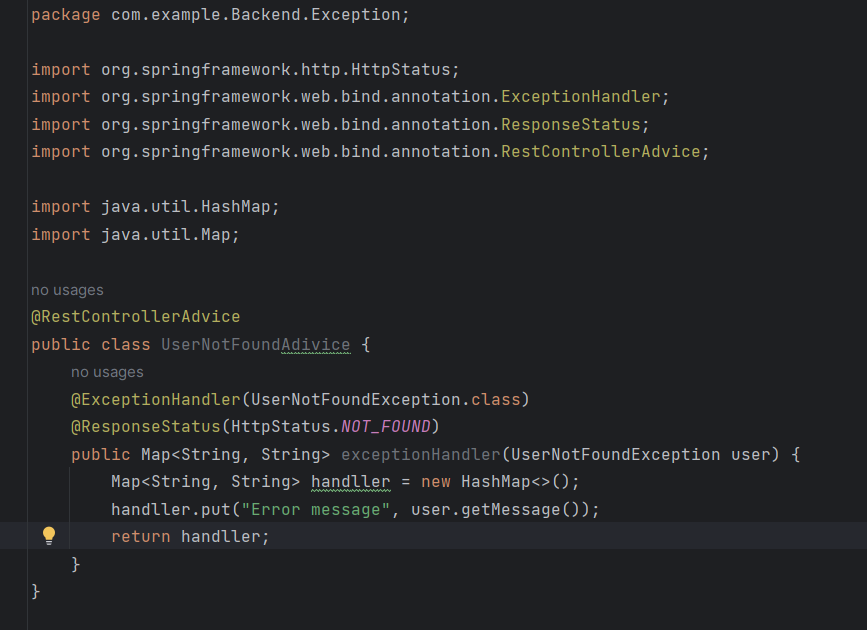 package com.example.Backend.Exception;
import org.springframework.http.HttpStatus;
import org.springframework.web.bind.annotation.ExceptionHandler;
import org.springframework.web.bind.annotation.ResponseStatus;
import org.springframework.web.bind.annotation.RestControllerAdvice;
import java.util.HashMap;
import java.util.Map;
no usages
@RestControllerAdvice
public class UserNotFoundAdivice {
no usages
@ExceptionHandler(UserNotFoundException.class)
@ResponseStatus(HttpStatus.NOT_FOUND)
public Map<String, String> exceptionHandler(UserNotFoundException user) {
Map<String, String> handller = new HashMap<>();
handller.put("Error message", user.getMessage());
return handller;
}
}